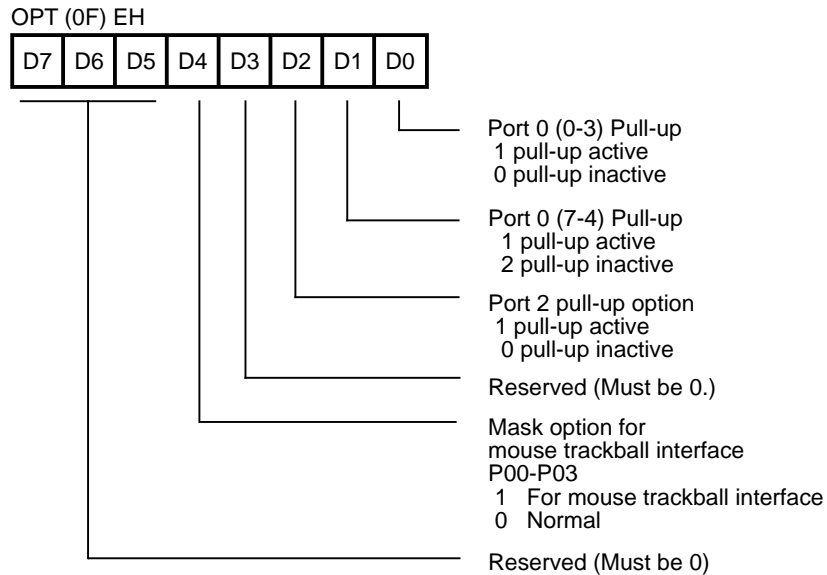 OPT (0F) EH
D7 D6 D5 D4 D3 D2 D1 D0
Port 0 (0-3) Pull-up
1 pull-up active
0 pull-up inactive
Port 0 (7-4) Pull-up
1 pull-up active
2 pull-up inactive
Port 2 pull-up option
1 pull-up active
0 pull-up inactive
Reserved (Must be 0.)
Mask option for
mouse trackball interface
P00-P03
1 For mouse trackball interface
0 Normal
Reserved (Must be 0)